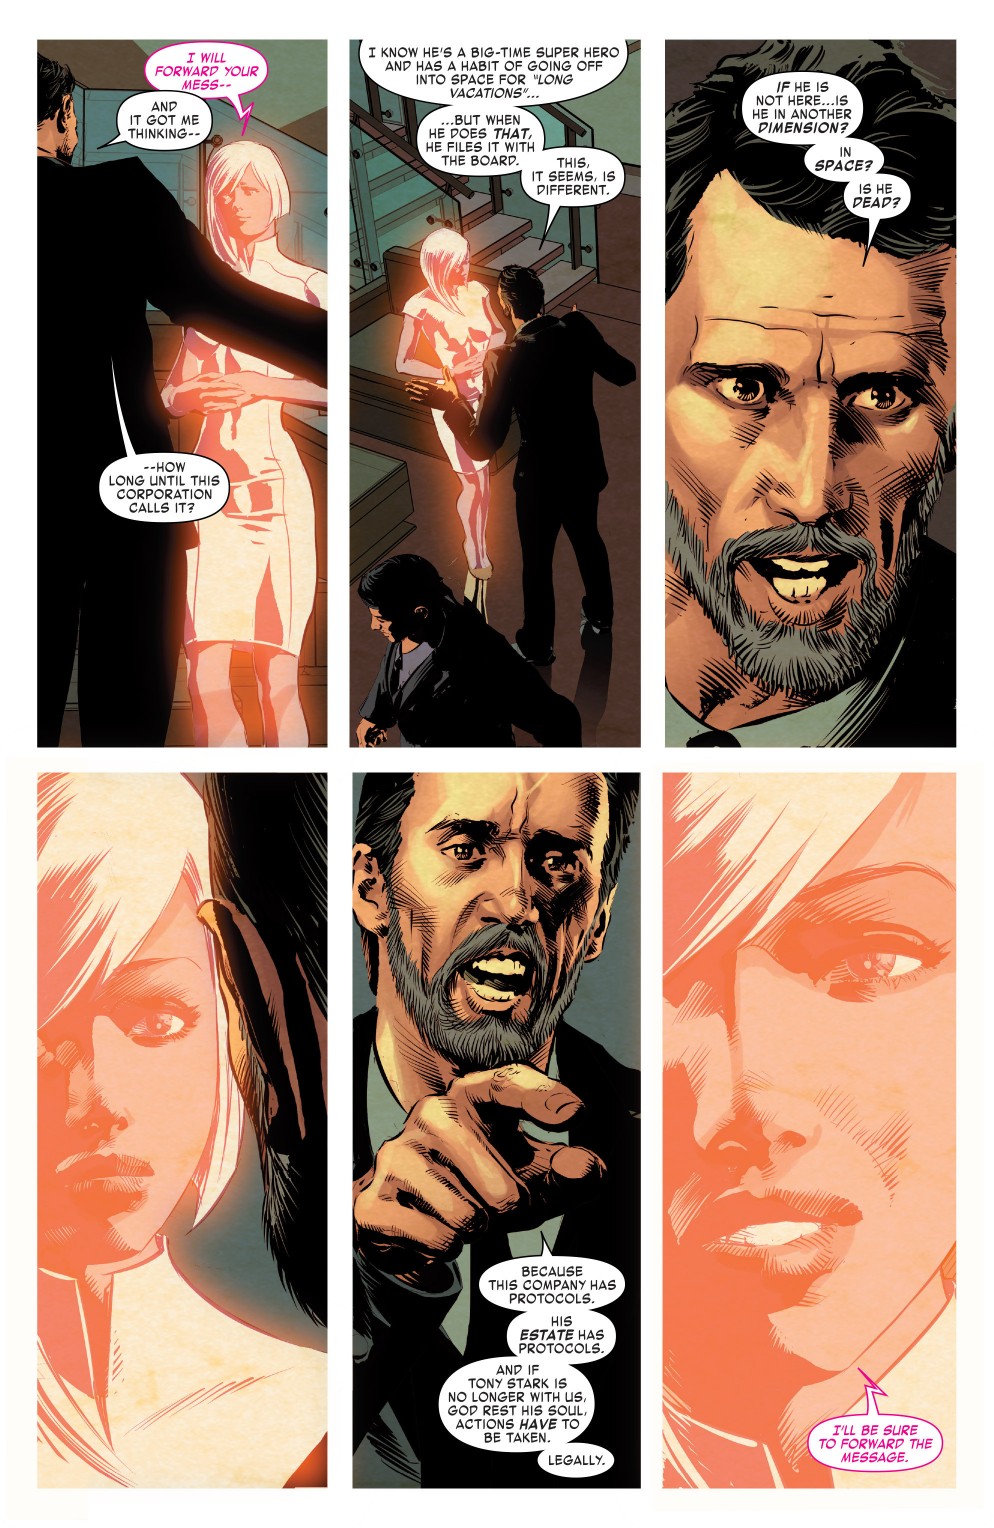 I WILL
FORWARD YOUR
MESS--
AND
IT GOT ME
THINKING--
--HOW
LONG UNTIL THIS
CORPORATION
CALLS IT?
I KNOW HE'S A BIG-TIME SUPER HERO
AND HAS A HABIT OF GOING OFF
INTO SPACE FOR "LONG
VACATIONS"...
...BUT WHEN
HE DOES THAT,
HE FILES IT WITH
THE BOARD.
THIS,
IT SEEMS, IS
DIFFERENT.
IF HE IS
NOT HERE...IS
HE IN ANOTHER
DIMENSION?
IN
SPACE?
IS HE
DEAD?
BECAUSE
THIS COMPANY HAS
PROTOCOLS.
HIS
ESTATE HAS
PROTOCOLS.
AND IF
TONY STARK IS
NO LONGER WITH US,
GOD REST HIS SOUL,
ACTIONS HAVE TO
BE TAKEN.
LEGALLY.
I'LL BE SURE
TO FORWARD THE
MESSAGE.